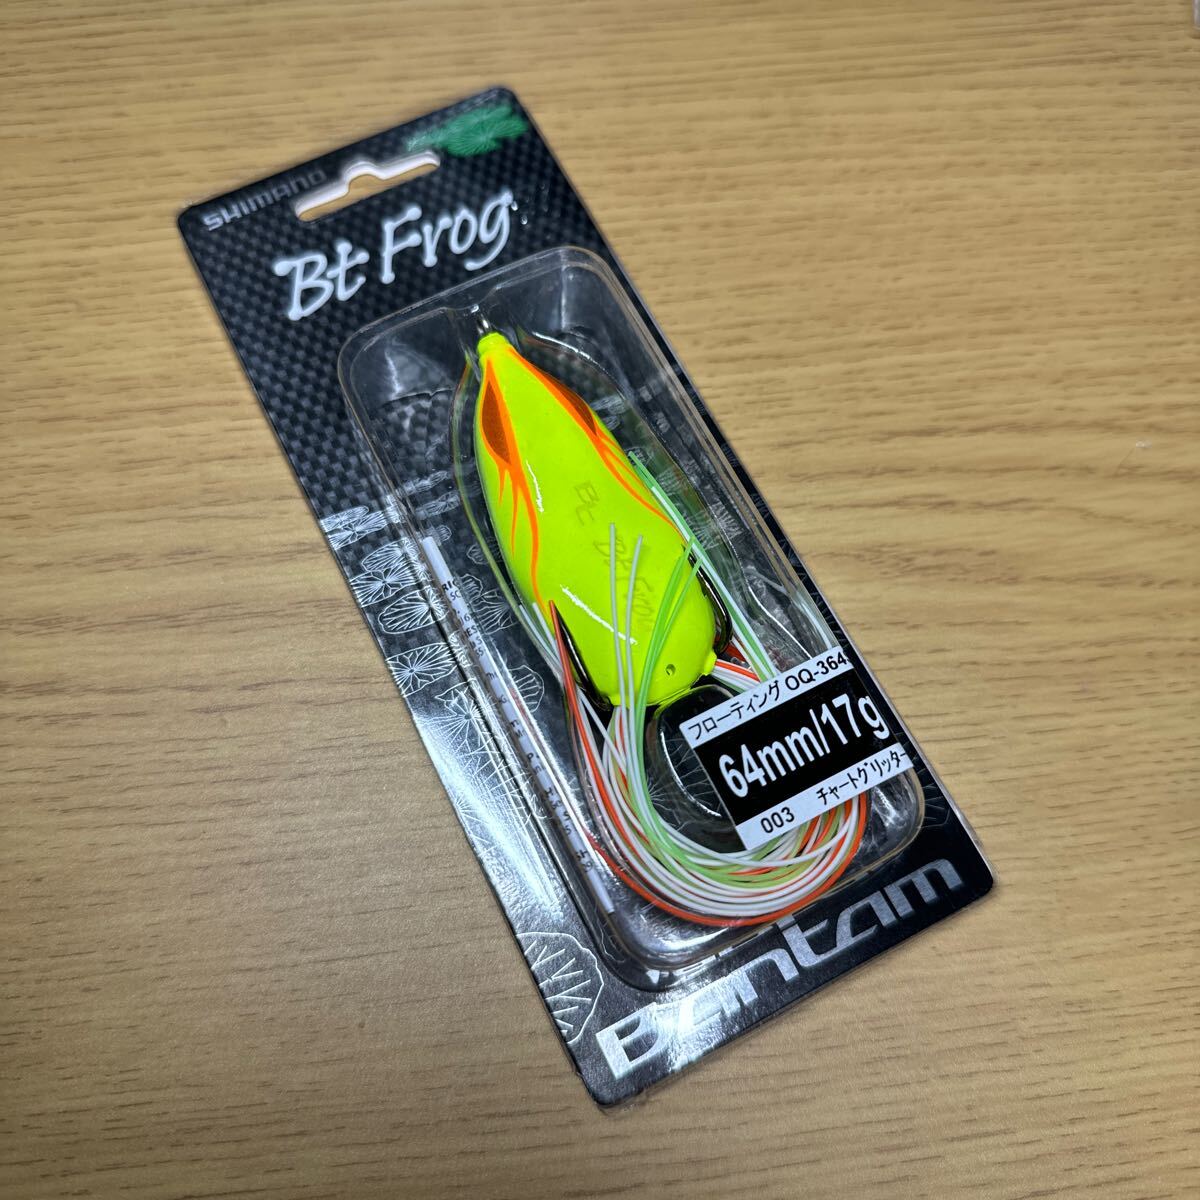 SHIMANO
Bt Frog
フローティング OQ-364
64mm/17g
003 チャートグリッター
Bantam